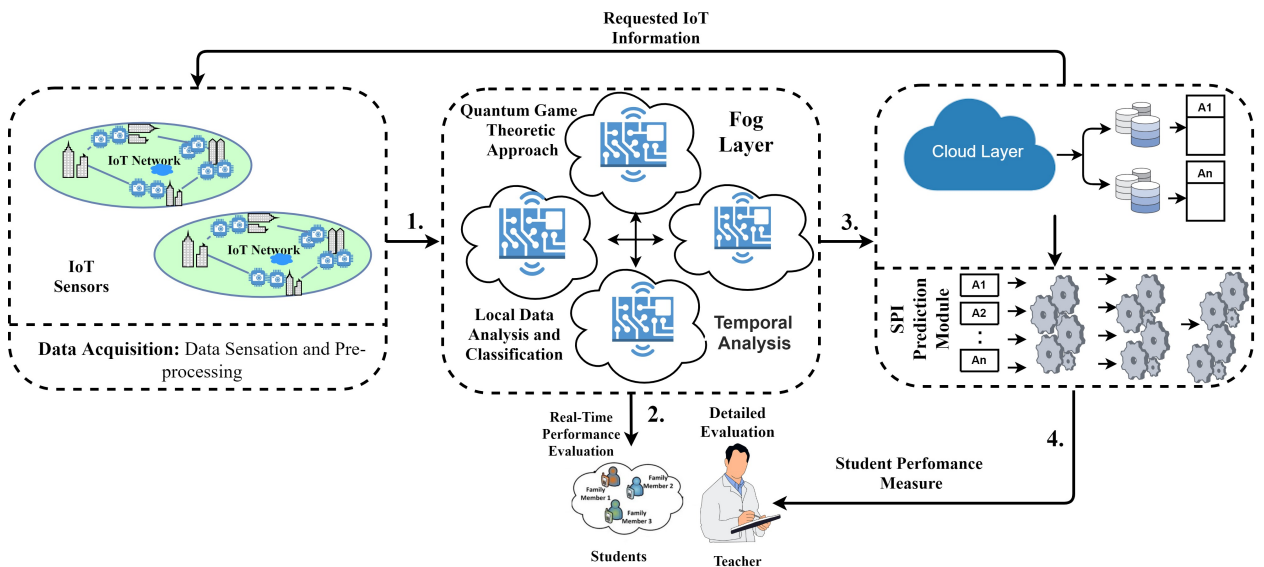 Requested IoT
Information
IoT Network
IoT Network
IoT
Sensors
Data Acquisition: Data Sensation and Pre-
processing
1.
Quantum Game
Theoretic
Approach
Fog
Layer
Local Data
Analysis and
Classification
Temporal
Analysis
2.
Real-Time
Performance
Evaluation
Family
Member 1
Family
Member 2
Family
Member 3
Students
Detailed
Evaluation
Teacher
3.
Cloud Layer
A1
An
SPI
Prediction
Module
A1
A2
:
An
4.
Student Perfomance
Measure